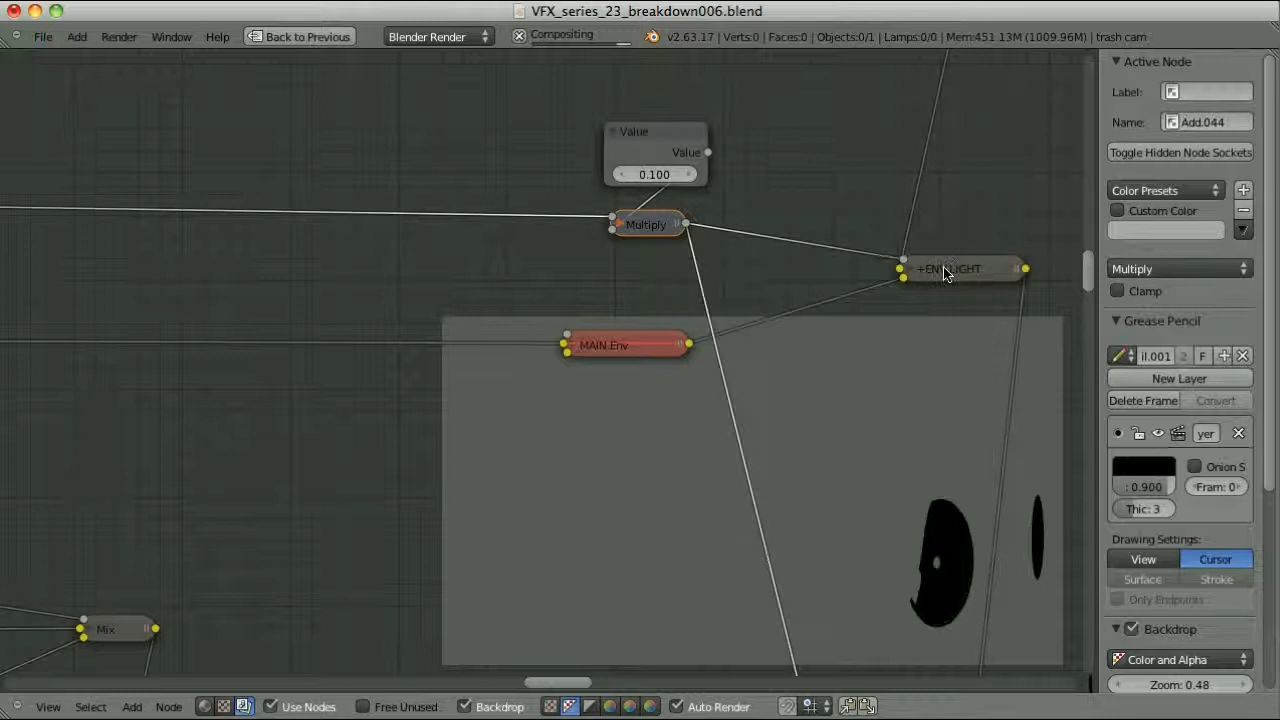 VFX_series_23_breakdown006.blend
File Add Render Window Help Back to Previous Blender Render Compositing v2.63.17 | Verts:0 | Faces:0 | Objects:0/1 | Lamps:0/0 | Mem:451.13M (1009.96M) | trash cam
Active Node
Label:
Name: Add.044
Toggle Hidden Node Sockets
Color Presets
Custom Color
Multiply
Clamp
Grease Pencil
il.001 2 F
New Layer
Delete Frame Convert
yer
Onion S
: 0.900 Fram: 0
Thic: 3
Drawing Settings:
View Cursor
Surface Stroke
Only Endpoints
Backdrop
Color and Alpha
Zoom: 0.48
Value
Value
0.100
Multiply
MAIN.Env
Mix
View Select Add Node Use Nodes Free Unused Backdrop Auto Render